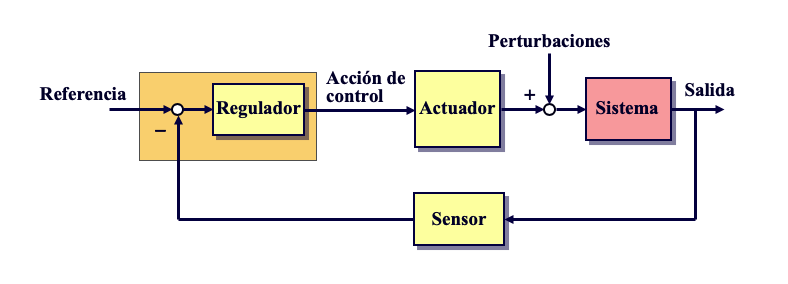 Perturbaciones
Referencia
−
Regulador
Acción de
control
Actuador
+
Sistema
Salida
Sensor